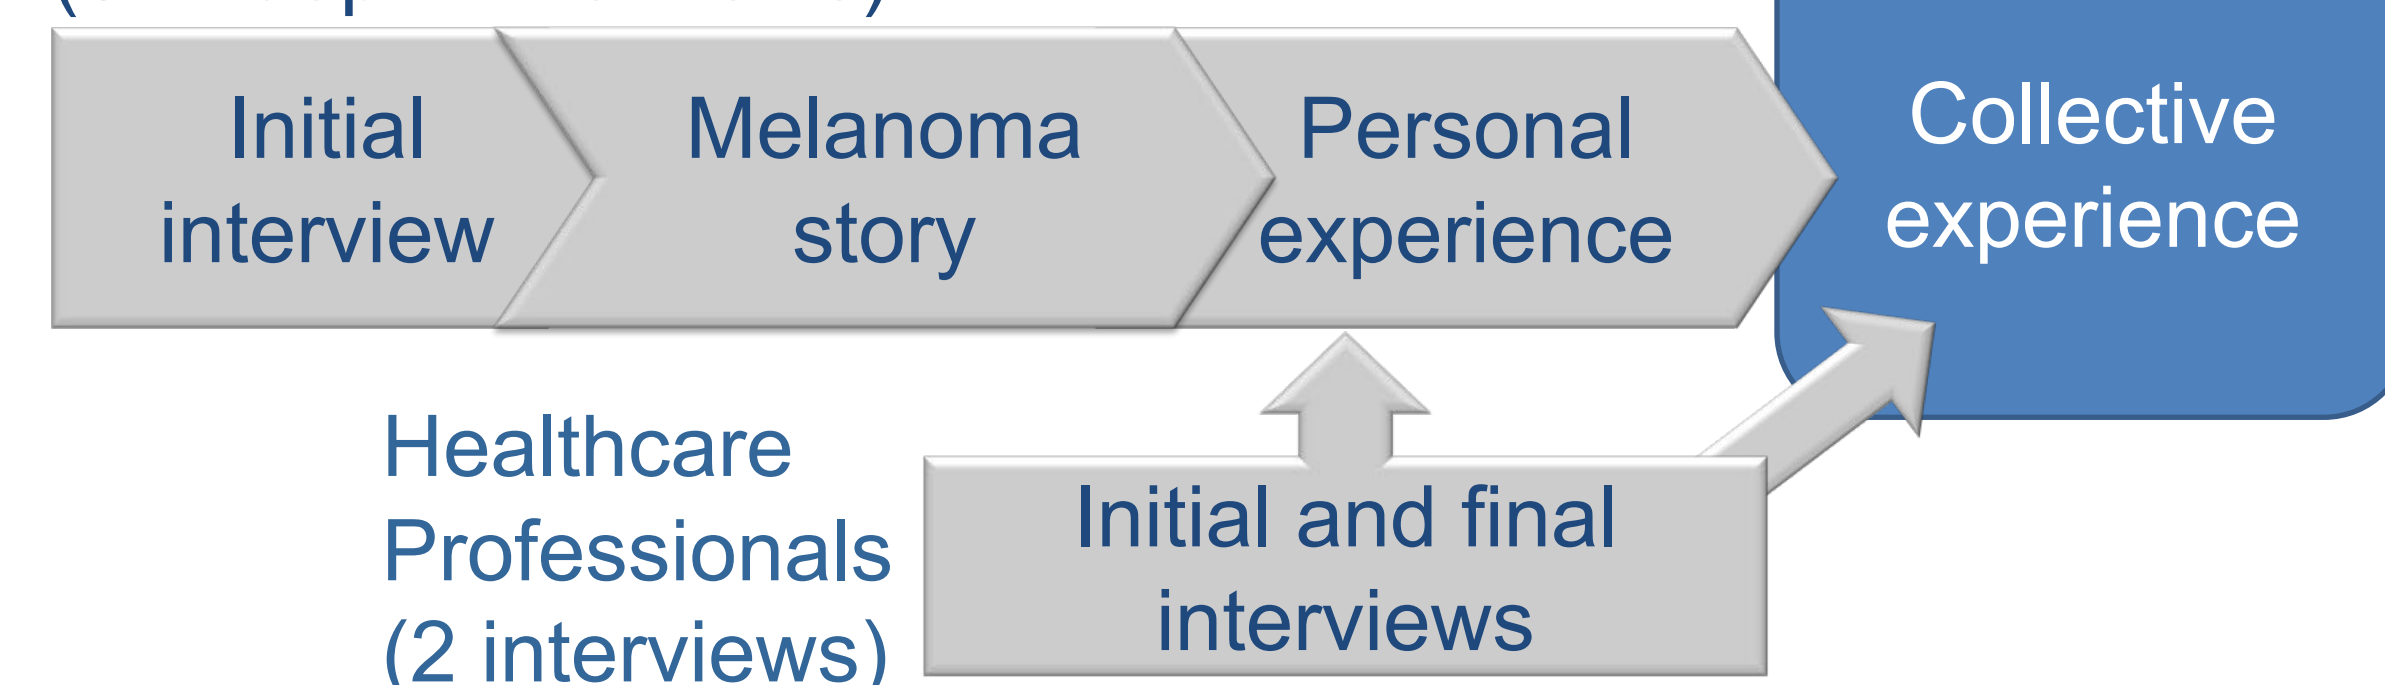 Initial
interview
Melanoma
story
Personal
experience
Collective
experience
Healthcare
Professionals
(2 interviews)
Initial and final
interviews